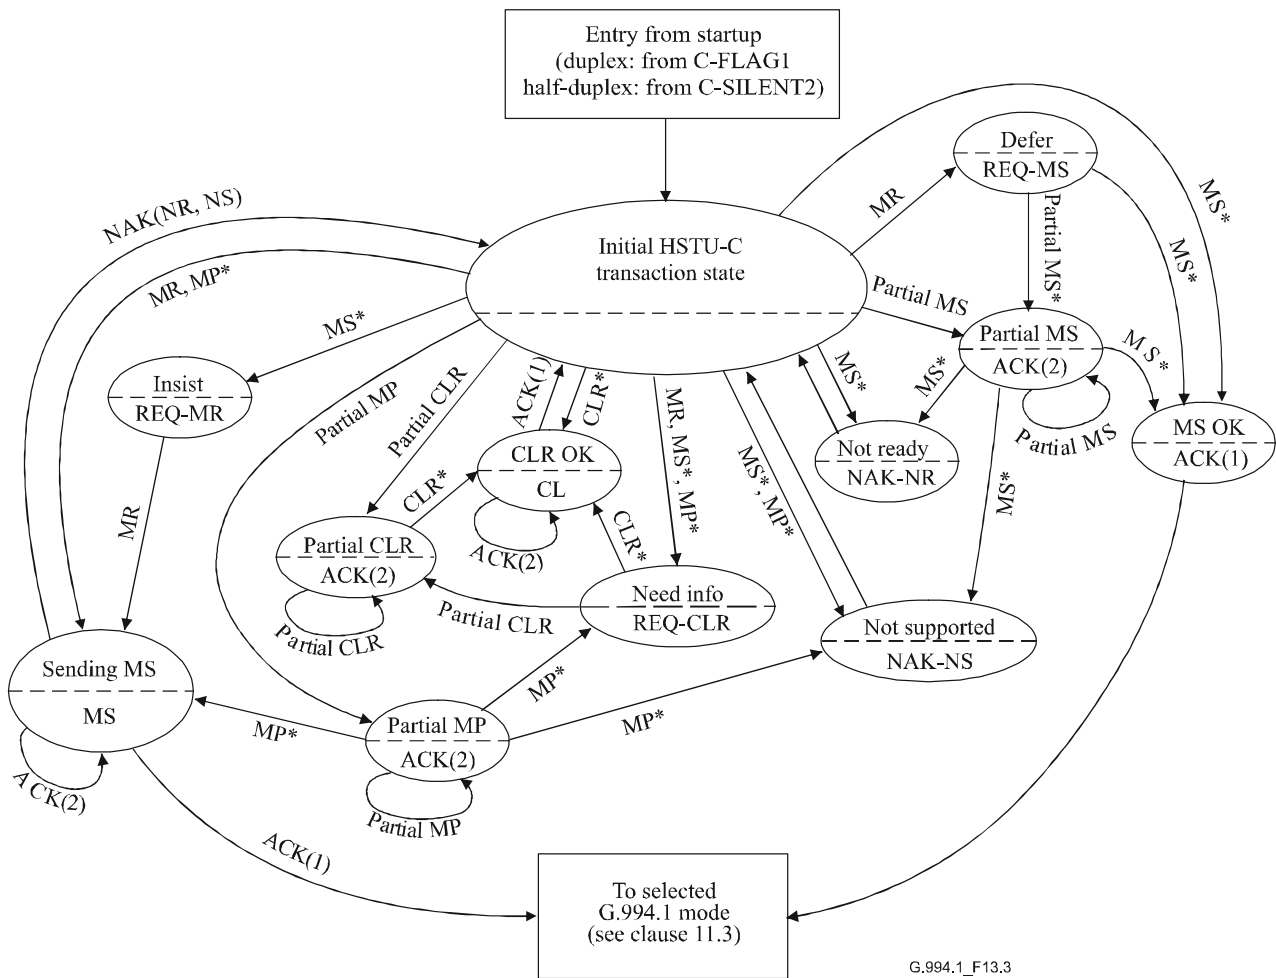 Entry from startup
(duplex: from C-FLAG1
half-duplex: from C-SILENT2)
Defer
REQ-MS
NAK(NR, NS)
MR
MS*
Partial MS*
MS*
Initial HSTU-C
transaction state
MR, MP*
Partial MS
MS*
Partial MS
ACK(2)
M S*
Insist
REQ-MR
Partial MP
Partial CLR
ACK(1)
CLR*
MR, MS*, MP*
MS*
MS*
Partial MS
MS OK
ACK(1)
CLR OK
CL
Not ready
NAK-NR
MS*, MP*
CLR*
MS*
MR
ACK(2)
CLR*
Partial CLR
ACK(2)
Partial CLR
Partial CLR
Need info
REQ-CLR
Not supported
NAK-NS
Sending MS
MS
MP*
MP*
Partial MP
ACK(2)
MP*
ACK(2)
Partial MP
ACK(1)
To selected
G.994.1 mode
(see clause 11.3)
G.994.1_F13.3